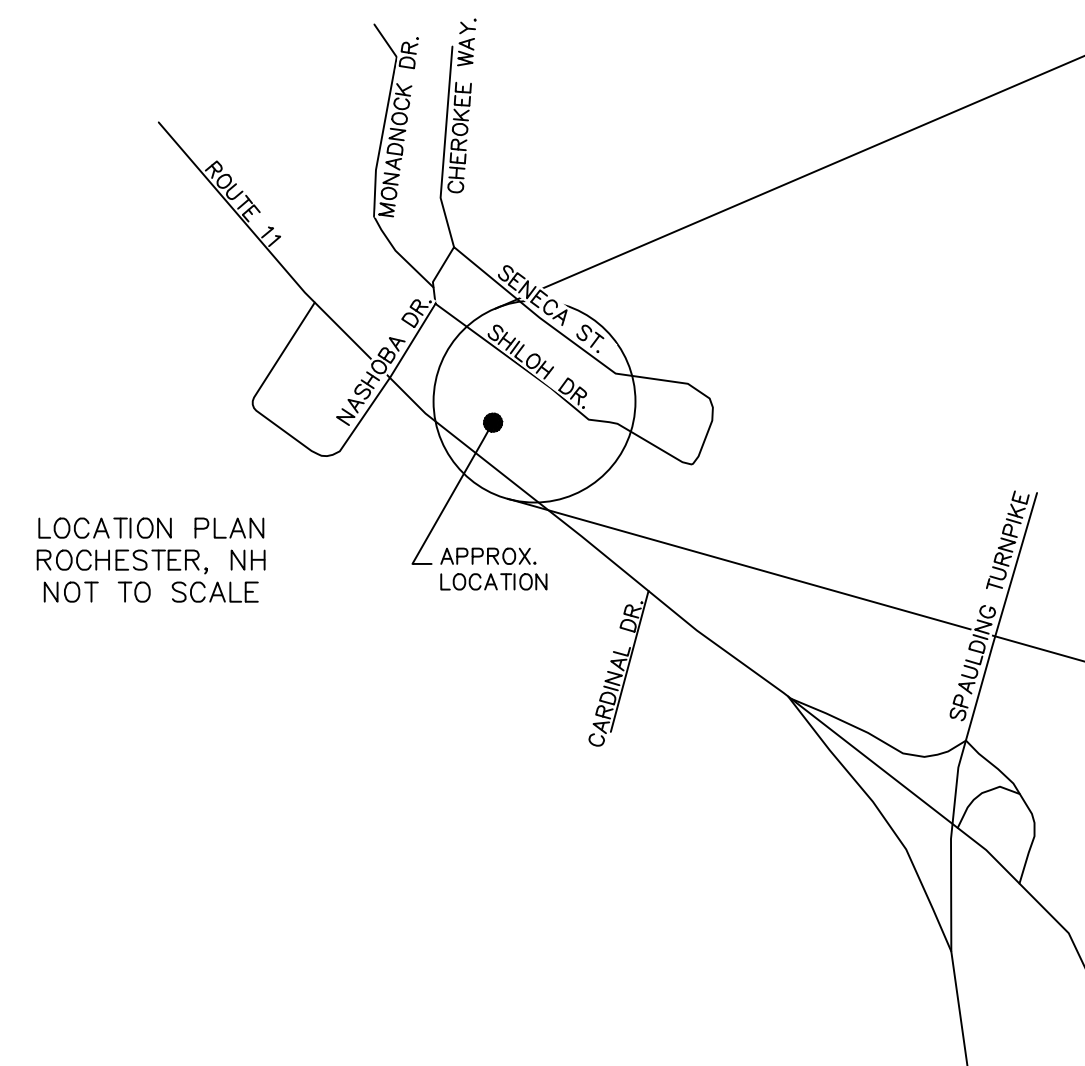 MONADNOCK DR.
CHEROKEE WAY.
ROUTE 11
SENECA ST.
NASHOBA DR.
SHILOH DR.
LOCATION PLAN
ROCHESTER, NH
NOT TO SCALE
APPROX.
LOCATION
SPAULDING TURNPIKE
CARDINAL DR.